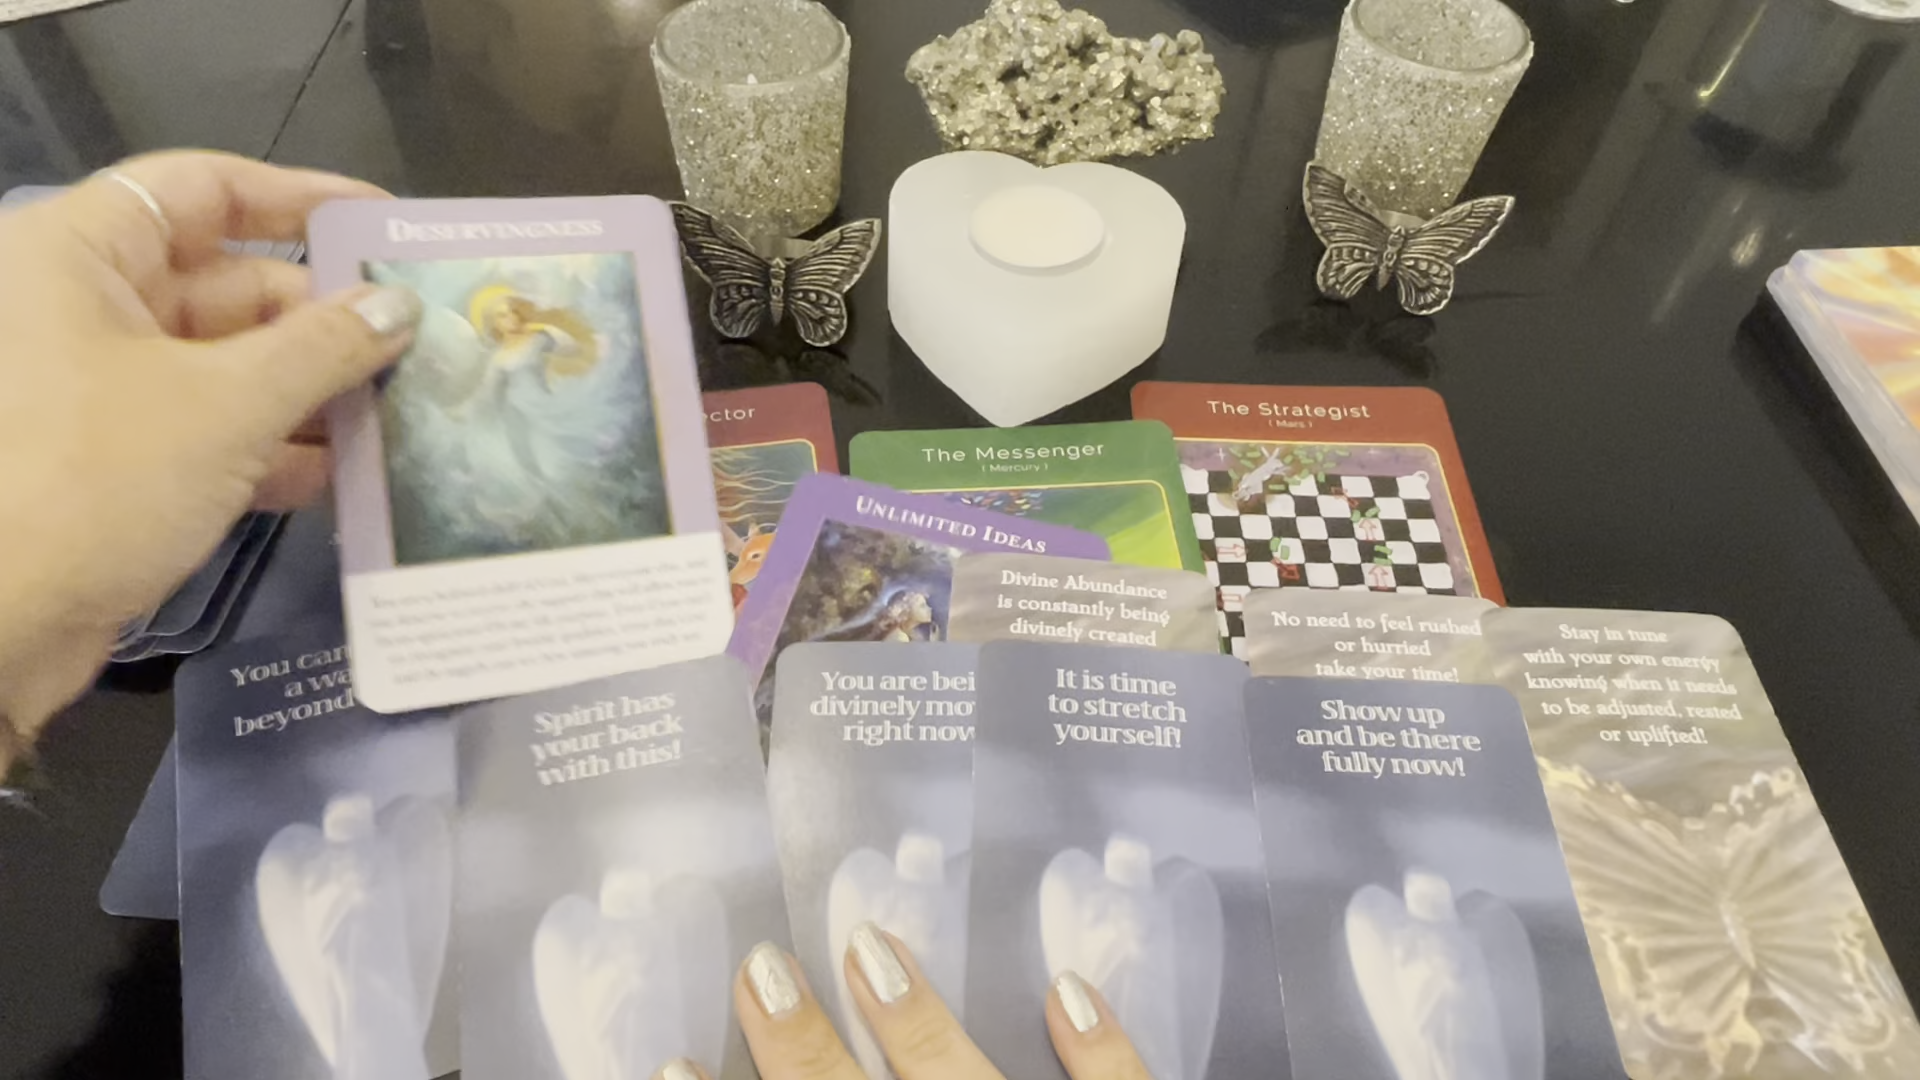 DESERVINGNESS
ector
The Messenger
( Mercury )
The Strategist
( Mars )
UNLIMITED IDEAS
Divine Abundance
is constantly being
divinely created
No need to feel rushed
or hurried
take your time!
Stay in tune
with your own energy
knowing when it needs
to be adjusted, rested
or uplifted!
You can
a wa
beyond
Spirit has
your back
with this!
You are bei
divinely mo
right now
It is time
to stretch
yourself!
Show up
and be there
fully now!